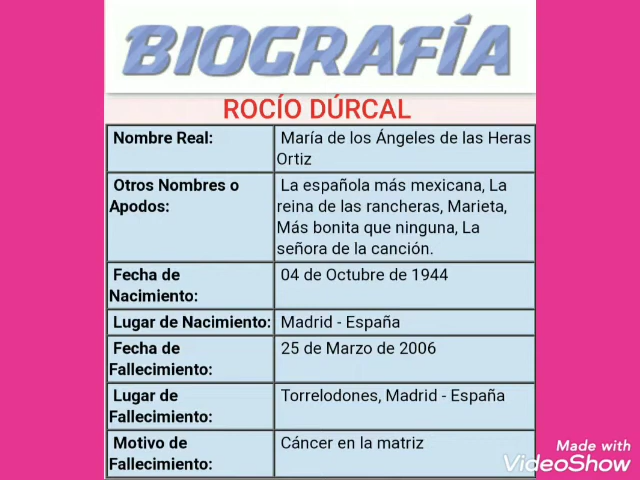 BIOGRAFÍA
ROCÍO DÚRCAL
Nombre Real:
María de los Ángeles de las Heras
Ortiz
Otros Nombres o
Apodos:
La española más mexicana, La
reina de las rancheras, Marieta,
Más bonita que ninguna, La
señora de la canción.
Fecha de
Nacimiento:
04 de Octubre de 1944
Lugar de Nacimiento:
Madrid - España
Fecha de
Fallecimiento:
25 de Marzo de 2006
Lugar de
Fallecimiento:
Torrelodones, Madrid - España
Motivo de
Fallecimiento:
Cáncer en la matriz
Made with
VideoShow